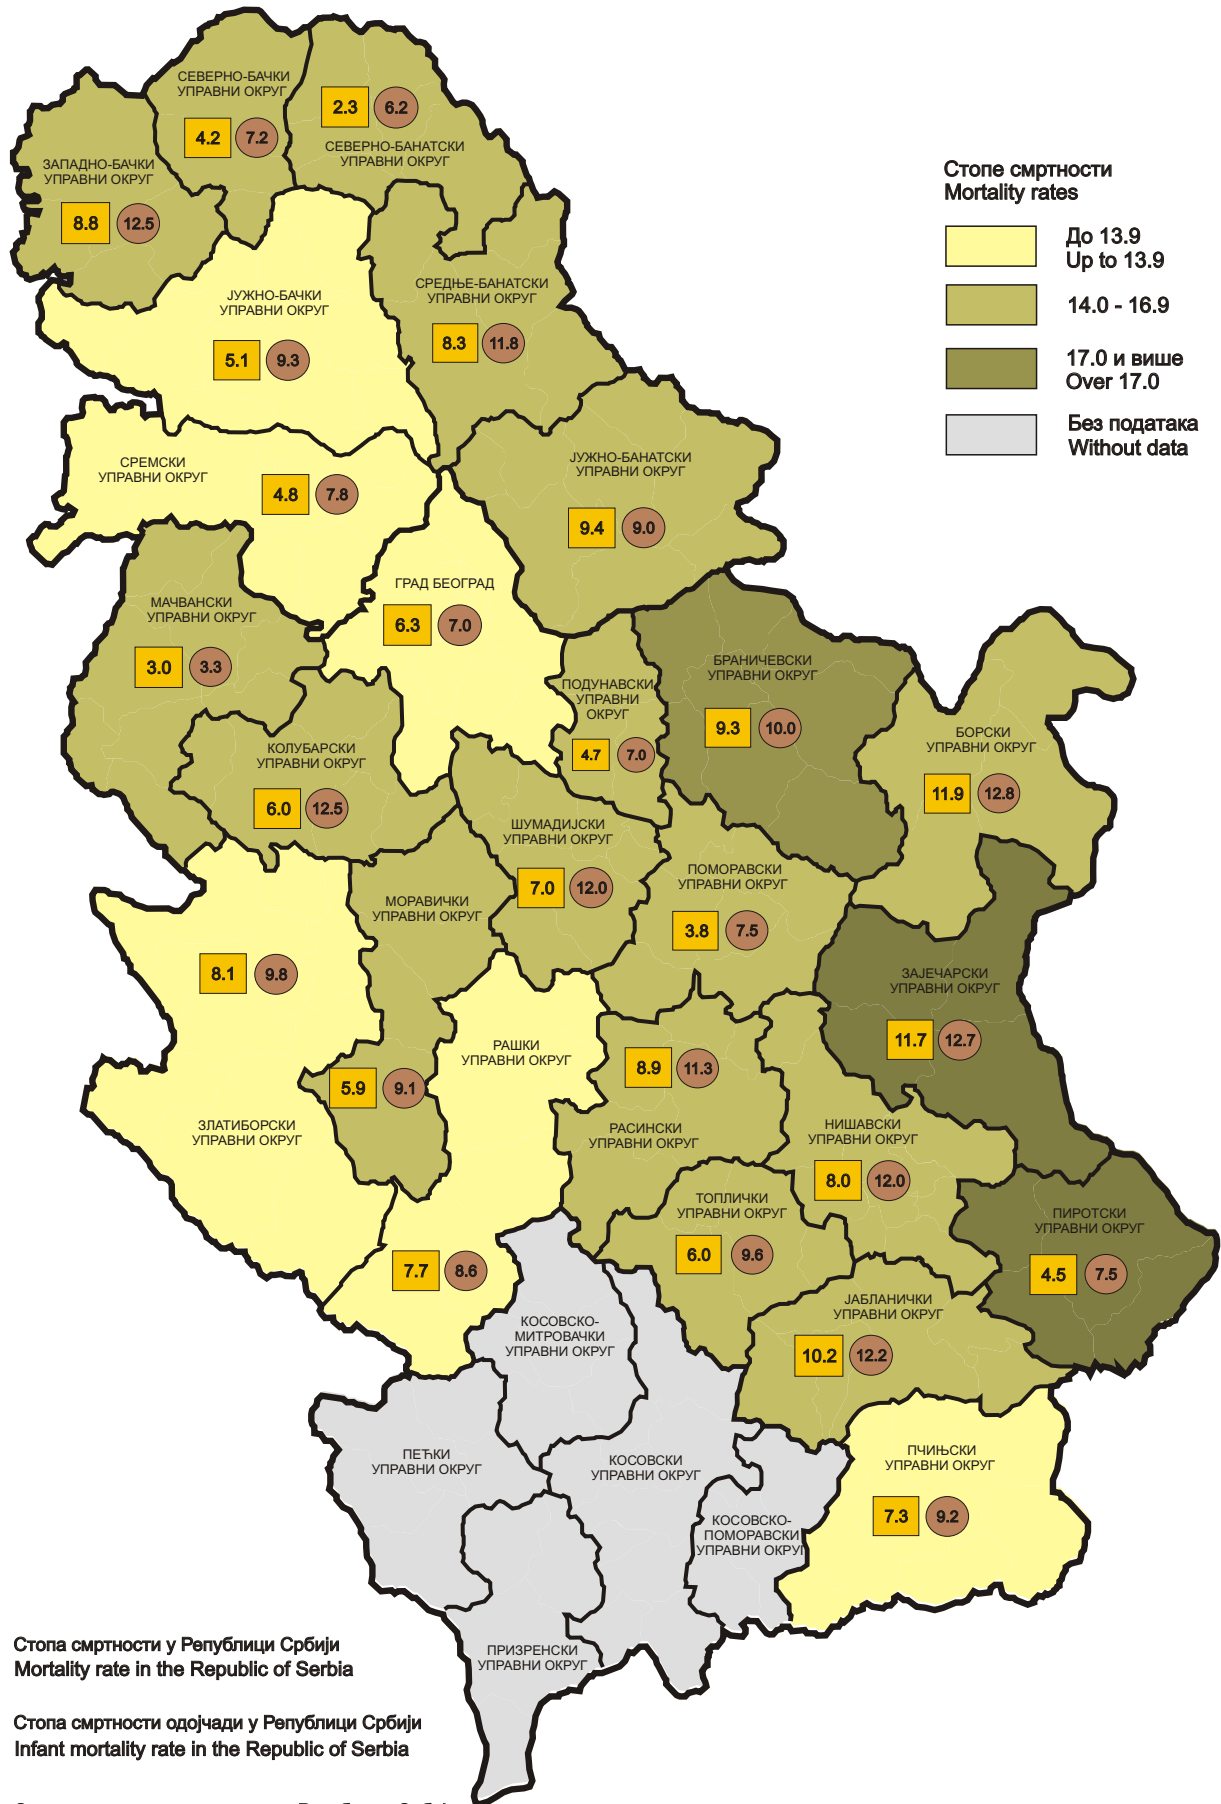 СЕВЕРНО-БАЧКИ
УПРАВНИ ОКРУГ
4.2 7.2
2.3 6.2
СЕВЕРНО-БАНАТСКИ
УПРАВНИ ОКРУГ
ЗАПАДНО-БАЧКИ
УПРАВНИ ОКРУГ
8.8 12.5
Стопе смртности
Mortality rates
До 13.9
Up to 13.9
14.0 - 16.9
17.0 и више
Over 17.0
Без података
Without data
ЈУЖНО-БАЧКИ
УПРАВНИ ОКРУГ
5.1 9.3
СРЕДЊЕ-БАНАТСКИ
УПРАВНИ ОКРУГ
8.3 11.8
СРЕМСКИ
УПРАВНИ ОКРУГ
4.8 7.8
ЈУЖНО-БАНАТСКИ
УПРАВНИ ОКРУГ
9.4 9.0
ГРАД БЕОГРАД
6.3 7.0
МАЧВАНСКИ
УПРАВНИ ОКРУГ
3.0 3.3
ПОДУНАВСКИ
УПРАВНИ
ОКРУГ
4.7 7.0
БРАНИЧЕВСКИ
УПРАВНИ ОКРУГ
9.3 10.0
БОРСКИ
УПРАВНИ ОКРУГ
11.9 12.8
КОЛУБАРСКИ
УПРАВНИ ОКРУГ
6.0 12.5
ШУМАДИЈСКИ
УПРАВНИ ОКРУГ
7.0 12.0
ПОМОРАВСКИ
УПРАВНИ ОКРУГ
3.8 7.5
МОРАВИЧКИ
УПРАВНИ ОКРУГ
5.9 9.1
8.1 9.8
ЗЛАТИБОРСКИ
УПРАВНИ ОКРУГ
ЗАЈЕЧАРСКИ
УПРАВНИ ОКРУГ
11.7 12.7
РАШКИ
УПРАВНИ ОКРУГ
7.7 8.6
8.9 11.3
РАСИНСКИ
УПРАВНИ ОКРУГ
НИШАВСКИ
УПРАВНИ ОКРУГ
8.0 12.0
ТОПЛИЧКИ
УПРАВНИ ОКРУГ
6.0 9.6
ПИРОТСКИ
УПРАВНИ ОКРУГ
4.5 7.5
ЈАБЛАНИЧКИ
УПРАВНИ ОКРУГ
10.2 12.2
КОСОВСКО-
МИТРОВАЧКИ
УПРАВНИ ОКРУГ
ПЕЋКИ
УПРАВНИ ОКРУГ
КОСОВСКИ
УПРАВНИ ОКРУГ
ПЧИЊСКИ
УПРАВНИ ОКРУГ
7.3 9.2
КОСОВСКО-
ПОМОРАВСКИ
УПРАВНИ ОКРУГ
ПРИЗРЕНСКИ
УПРАВНИ ОКРУГ
Стопа смртности у Републици Србији
Mortality rate in the Republic of Serbia
Стопа смртности одојчади у Републици Србији
Infant mortality rate in the Republic of Serbia